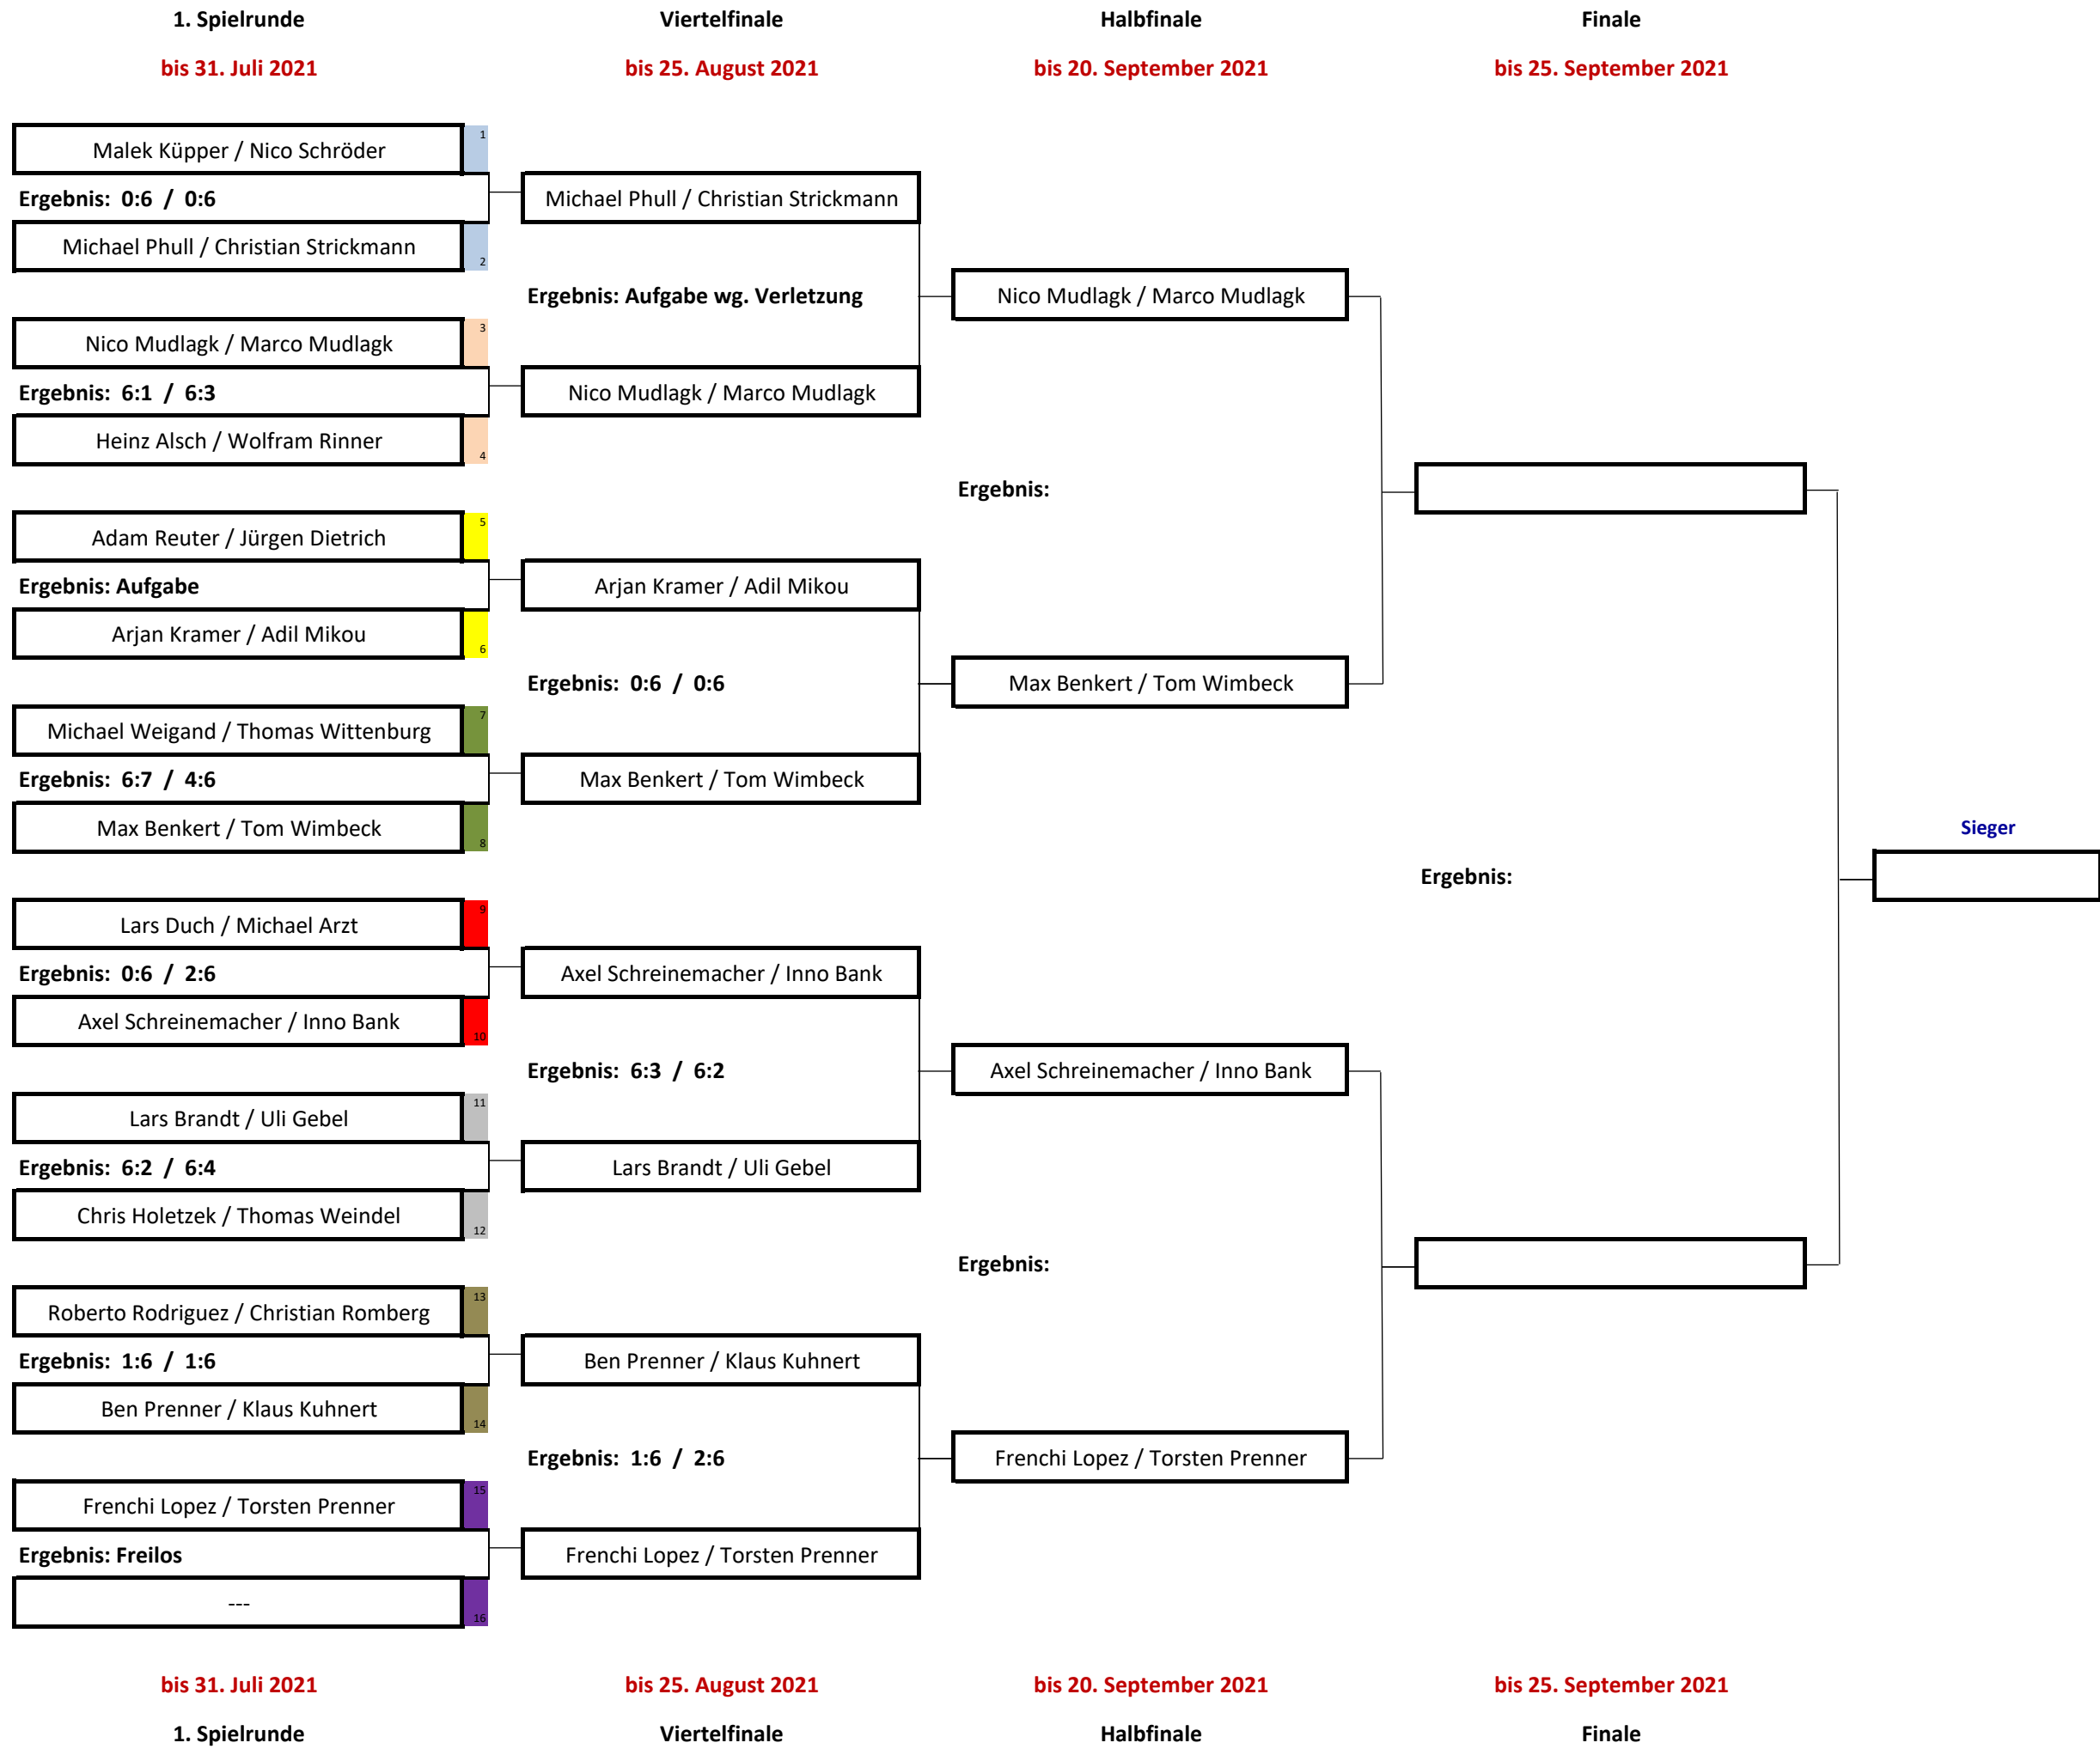 1. Spielrunde
Viertelfinale
Halbfinale
Finale
bis 31. Juli 2021
bis 25. August 2021
bis 20. September 2021
bis 25. September 2021
1
Malek Küpper / Nico Schröder
Ergebnis: 0:6 / 0:6
Michael Phull / Christian Strickmann
Michael Phull / Christian Strickmann
2
Ergebnis: Aufgabe wg. Verletzung
Nico Mudlagk / Marco Mudlagk
3
Nico Mudlagk / Marco Mudlagk
Ergebnis: 6:1 / 6:3
Nico Mudlagk / Marco Mudlagk
Heinz Alsch / Wolfram Rinner
4
Ergebnis:
5
Adam Reuter / Jürgen Dietrich
Ergebnis: Aufgabe
Arjan Kramer / Adil Mikou
Arjan Kramer / Adil Mikou
6
Ergebnis: 0:6 / 0:6
Max Benkert / Tom Wimbeck
7
Michael Weigand / Thomas Wittenburg
Ergebnis: 6:7 / 4:6
Max Benkert / Tom Wimbeck
Max Benkert / Tom Wimbeck
8
Sieger
Ergebnis:
9
Lars Duch / Michael Arzt
Ergebnis: 0:6 / 2:6
Axel Schreinemacher / Inno Bank
Axel Schreinemacher / Inno Bank
10
Ergebnis: 6:3 / 6:2
Axel Schreinemacher / Inno Bank
11
Lars Brandt / Uli Gebel
Ergebnis: 6:2 / 6:4
Lars Brandt / Uli Gebel
Chris Holetzek / Thomas Weindel
12
Ergebnis:
13
Roberto Rodriguez / Christian Romberg
Ergebnis: 1:6 / 1:6
Ben Prenner / Klaus Kuhnert
Ben Prenner / Klaus Kuhnert
14
Ergebnis: 1:6 / 2:6
Frenchi Lopez / Torsten Prenner
15
Frenchi Lopez / Torsten Prenner
Ergebnis: Freilos
Frenchi Lopez / Torsten Prenner
---
16
bis 31. Juli 2021
bis 25. August 2021
bis 20. September 2021
bis 25. September 2021
1. Spielrunde
Viertelfinale
Halbfinale
Finale